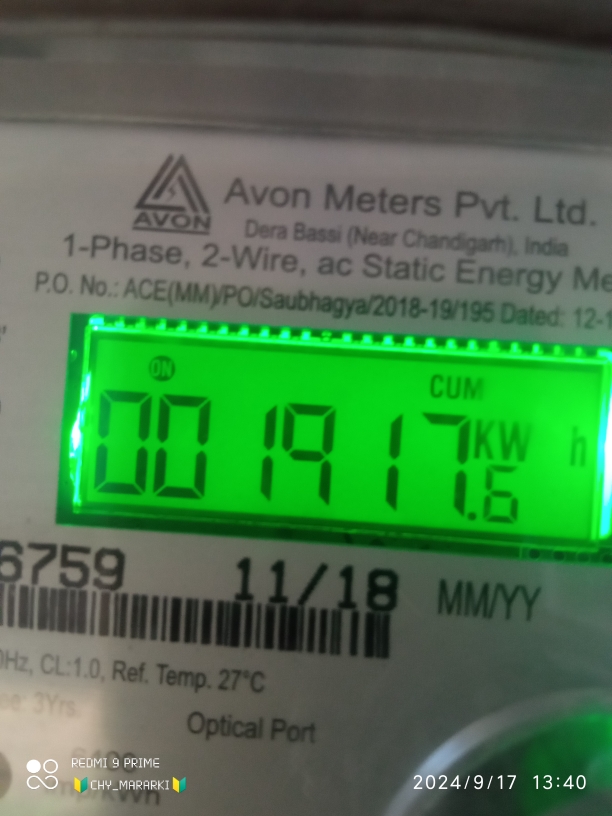 AVON
Avon Meters Pvt. Ltd.
Dera Bassi (Near Chandigarh), India
1-Phase, 2-Wire, ac Static Energy Me
P.O. No.: ACE(MM)/PO/Saubhagya/2018-19/195 Dated: 12-1
ON
CUM
001917.6 KW h
6759 11/18 MM/YY
0Hz, CL:1.0, Ref. Temp. 27°C
3Yrs.
Optical Port
REDMI 9 PRIME
🔰CHY_MARARKI🔰
2024/9/17 13:40